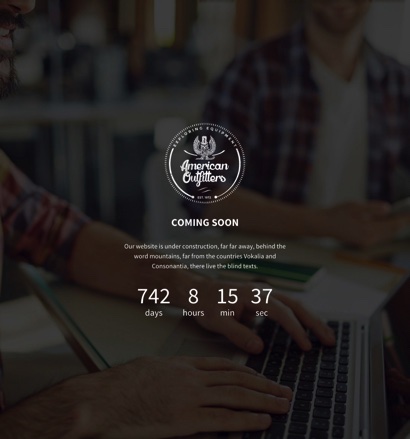 EXPLORING EQUIPMENT
American
Outfitters
EST. 1973
COMING SOON
Our website is under construction, far far away, behind the
word mountains, far from the countries Vokalia and
Consonantia, there live the blind texts.
742 8 15 37
days hours min sec